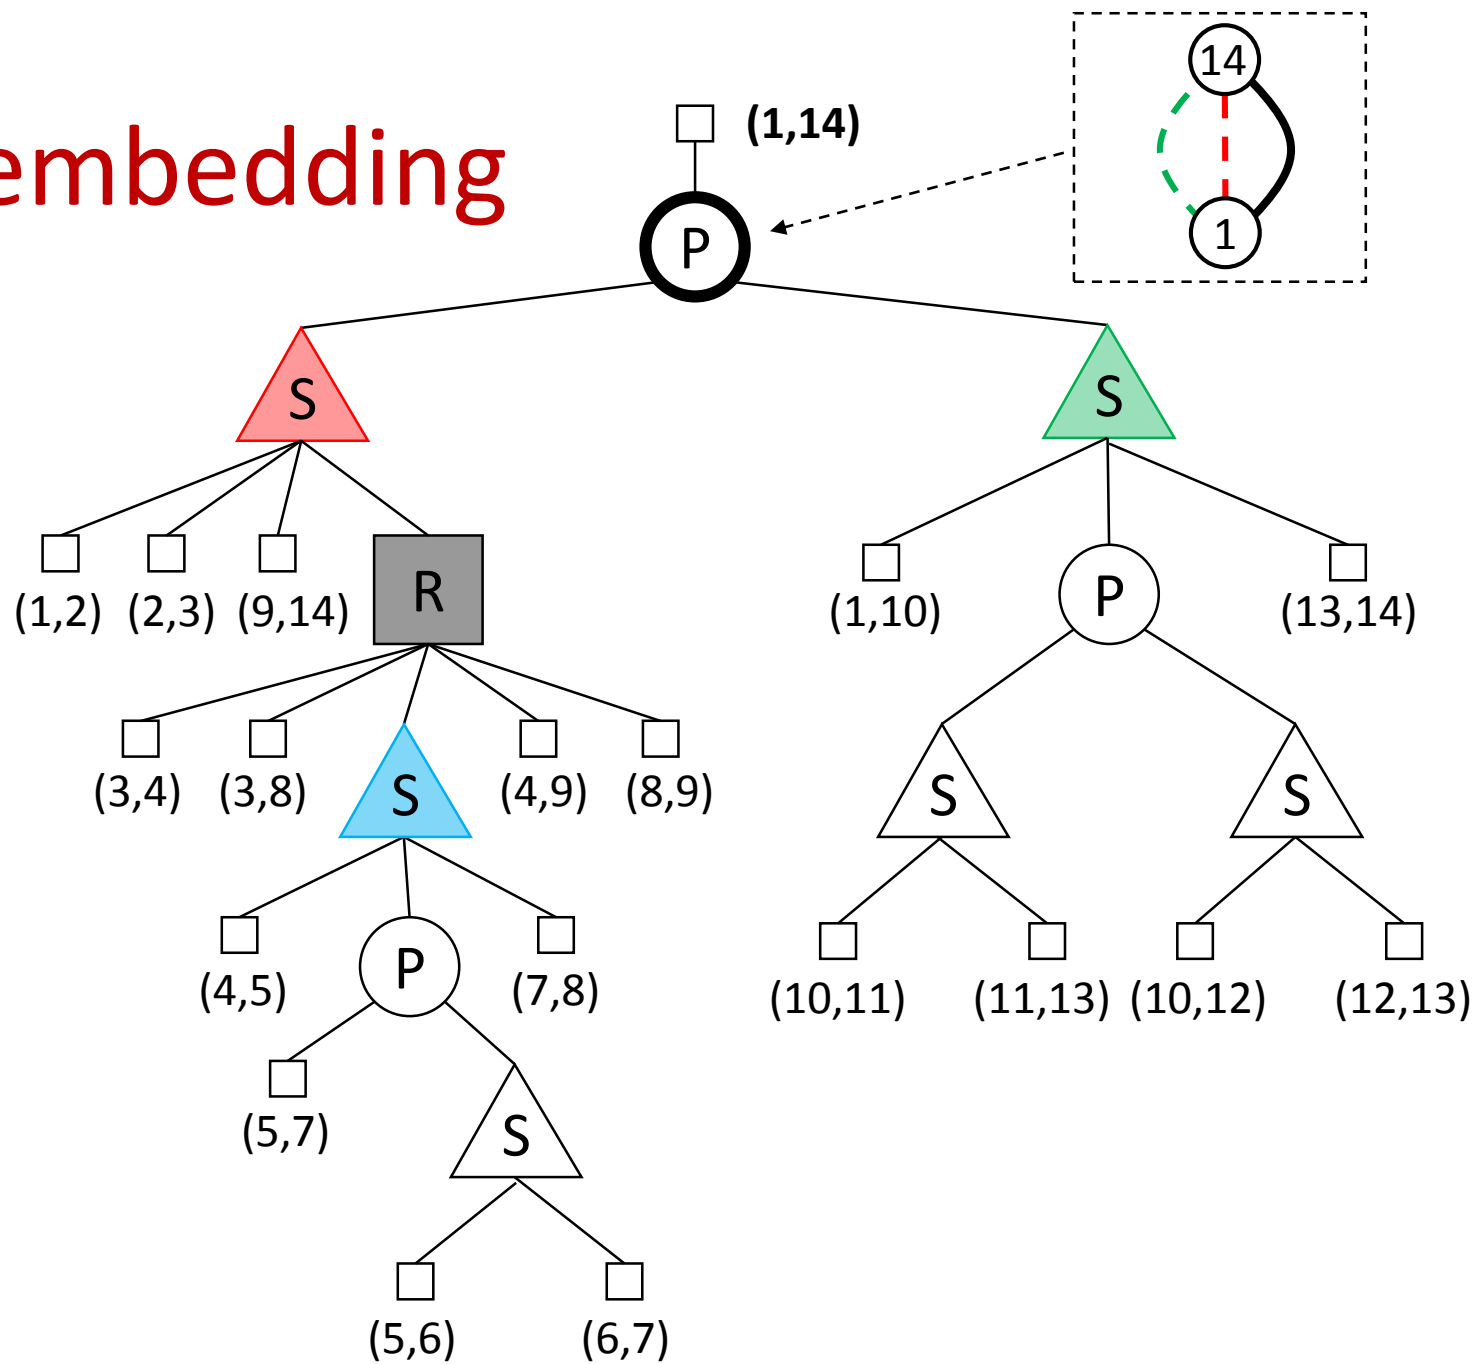 14
(1,14)
embedding
1
P
S
S
R
P
(1,2) (2,3) (9,14)
(1,10)
(13,14)
S
S
S
(3,4) (3,8)
(4,9) (8,9)
P
(4,5)
(7,8)
(10,11)
(11,13)
(10,12)
(12,13)
(5,7)
S
(5,6)
(6,7)